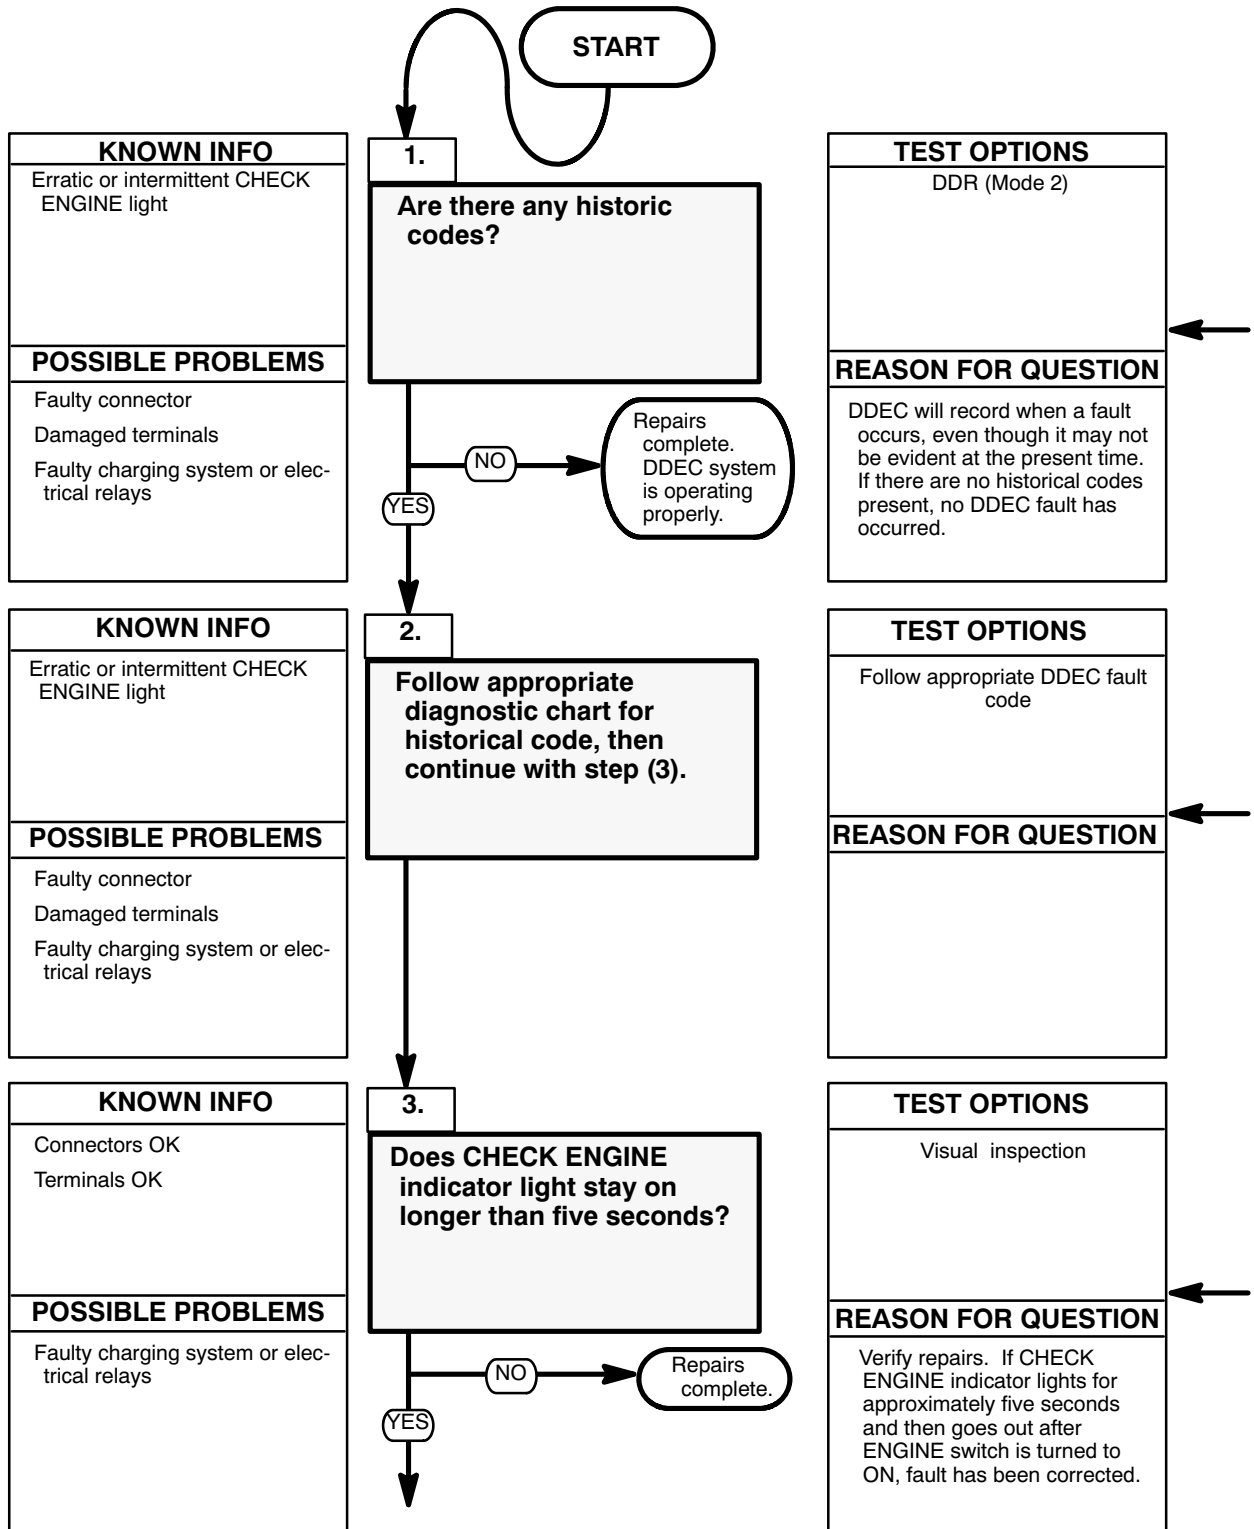 START
KNOWN INFO
Erratic or intermittent CHECK
ENGINE light
POSSIBLE PROBLEMS
Faulty connector
Damaged terminals
Faulty charging system or elec-
trical relays
1.
Are there any historic
codes?
NO
Repairs
complete.
DDEC system
is operating
properly.
YES
TEST OPTIONS
DDR (Mode 2)
REASON FOR QUESTION
DDEC will record when a fault
occurs, even though it may not
be evident at the present time.
If there are no historical codes
present, no DDEC fault has
occurred.
KNOWN INFO
Erratic or intermittent CHECK
ENGINE light
POSSIBLE PROBLEMS
Faulty connector
Damaged terminals
Faulty charging system or elec-
trical relays
2.
Follow appropriate
diagnostic chart for
historical code, then
continue with step (3).
TEST OPTIONS
Follow appropriate DDEC fault
code
REASON FOR QUESTION
KNOWN INFO
Connectors OK
Terminals OK
POSSIBLE PROBLEMS
Faulty charging system or elec-
trical relays
3.
Does CHECK ENGINE
indicator light stay on
longer than five seconds?
NO
Repairs
complete.
YES
TEST OPTIONS
Visual inspection
REASON FOR QUESTION
Verify repairs. If CHECK
ENGINE indicator lights for
approximately five seconds
and then goes out after
ENGINE switch is turned to
ON, fault has been corrected.